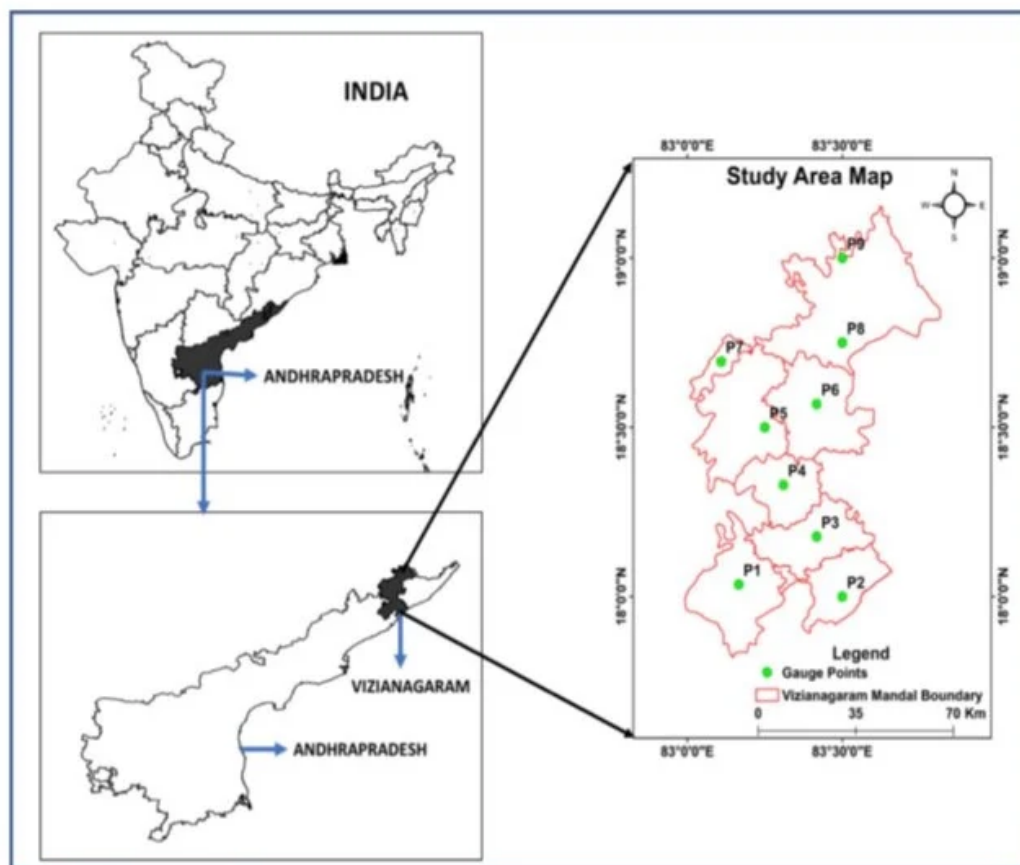 INDIA
ANDHRAPRADESH
VIZIANAGARAM
ANDHRAPRADESH
83°0'0"E 83°30'0"E
Study Area Map
N
W E
S
P9
19°0'0"N 19°0'0"N
P8
P7
P6
P5
18°30'0"N 18°30'0"N
P4
P3
P1
P2
18°0'0"N 18°0'0"N
Legend
Gauge Points
Vizianagaram Mandal Boundary
0 35 70 Km
83°0'0"E 83°30'0"E